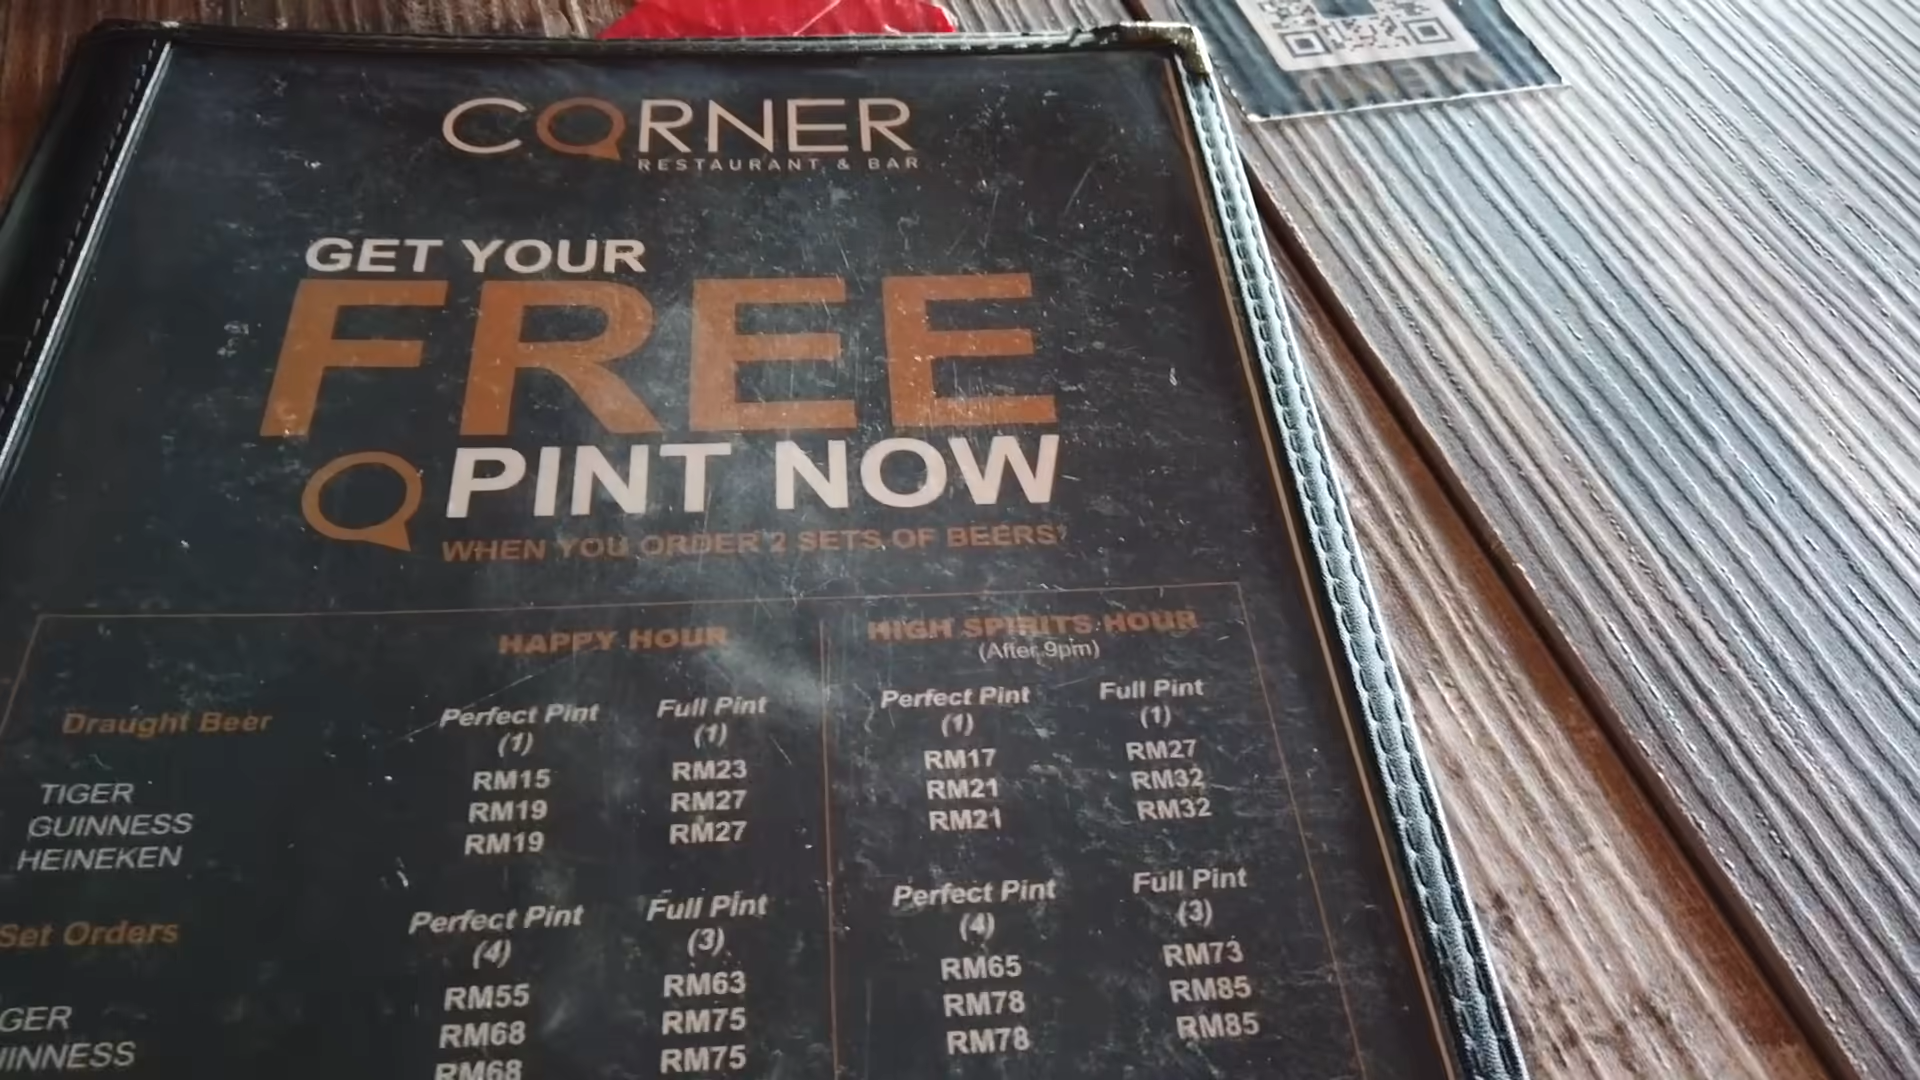 MENU
CORNER
RESTAURANT & BAR
GET YOUR
FREE
PINT NOW
WHEN YOU ORDER 2 SETS OF BEERS*
HAPPY HOUR HIGH SPIRITS HOUR
(After 9pm)
Draught Beer Perfect Pint Full Pint Perfect Pint Full Pint
(1) (1) (1) (1)
TIGER RM15 RM23 RM17 RM27
GUINNESS RM19 RM27 RM21 RM32
HEINEKEN RM19 RM27 RM21 RM32
Set Orders Perfect Pint Full Pint Perfect Pint Full Pint
(4) (3) (4) (3)
GER RM55 RM63 RM65 RM73
INNESS RM68 RM75 RM78 RM85
RM68 RM75 RM78 RM85